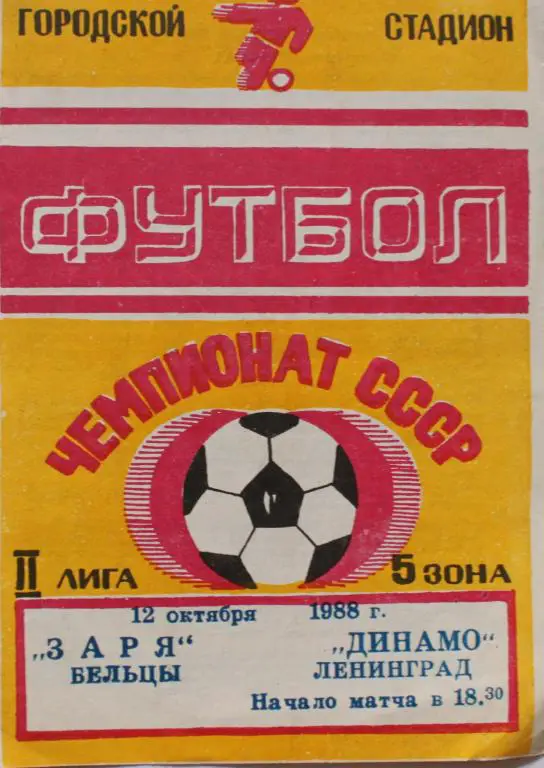 ГОРОДСКОЙ СТАДИОН
ФУТБОЛ
ЧЕМПИОНАТ СССР
II ЛИГА 5 ЗОНА
12 октября 1988 г.
„ЗАРЯ“ „ДИНАМО“
БЕЛЬЦЫ ЛЕНИНГРАД
Начало матча в 18.30